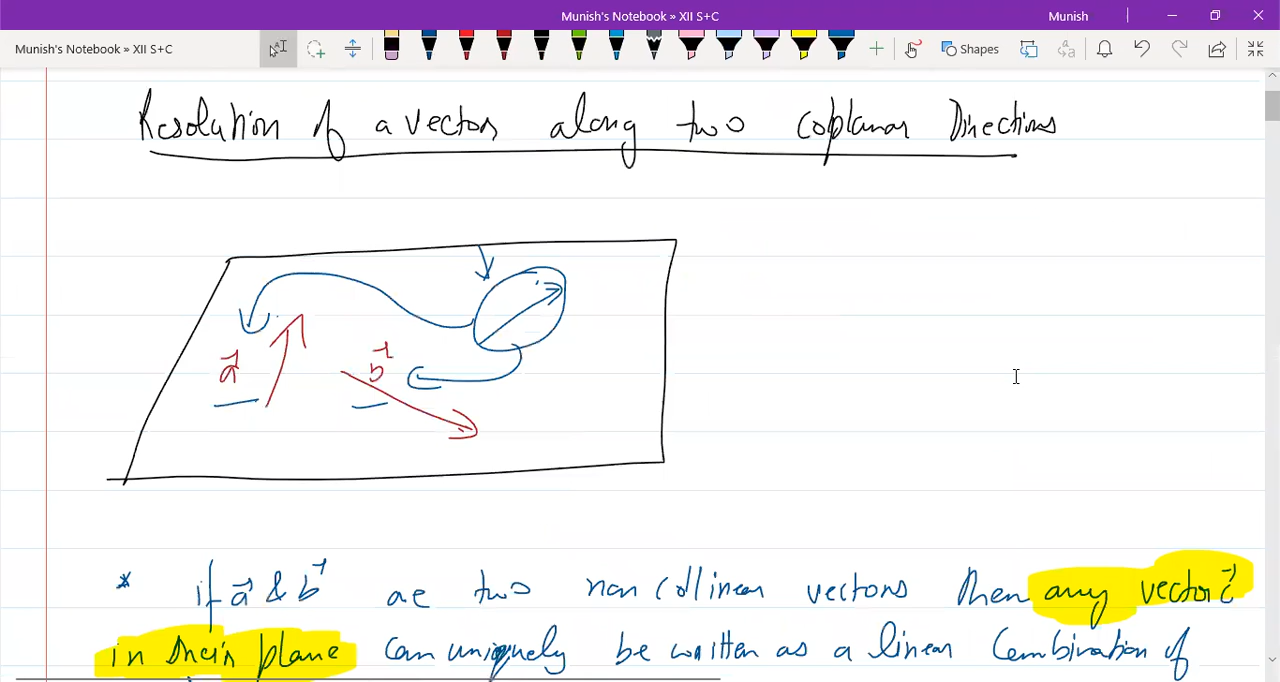 Munish's Notebook » XII S+C
Munish
Munish's Notebook » XII S+C
Shapes
Resolution of a vector along two coplanar Directions
a⃗
b⃗
* if a⃗ & b⃗ are two non collinear vectors then any vector c⃗
in their plane can uniquely be written as a linear Combination of